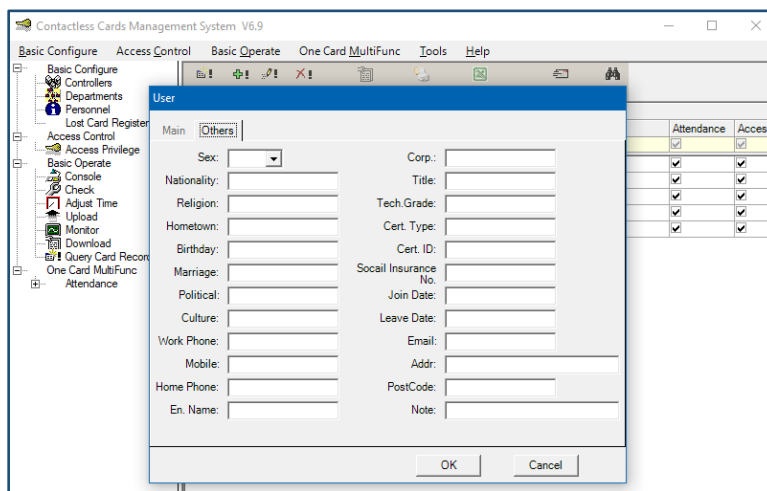 Contactless Cards Management System V6.9
Basic Configure Access Control Basic Operate One Card MultiFunc Tools Help
Basic Configure
Controllers
Departments
Personnel
Lost Card Register
Access Control
Access Privilege
Basic Operate
Console
Check
Adjust Time
Upload
Monitor
Download
Query Card Record
One Card MultiFunc
Attendance
Attendance Acces
User
Main Others
Sex: Corp.:
Nationality: Title:
Religion: Tech.Grade:
Hometown: Cert. Type:
Birthday: Cert. ID:
Marriage: Socail Insurance
No.
Political: Join Date:
Culture: Leave Date:
Work Phone: Email:
Mobile: Addr:
Home Phone: PostCode:
En. Name: Note:
OK Cancel